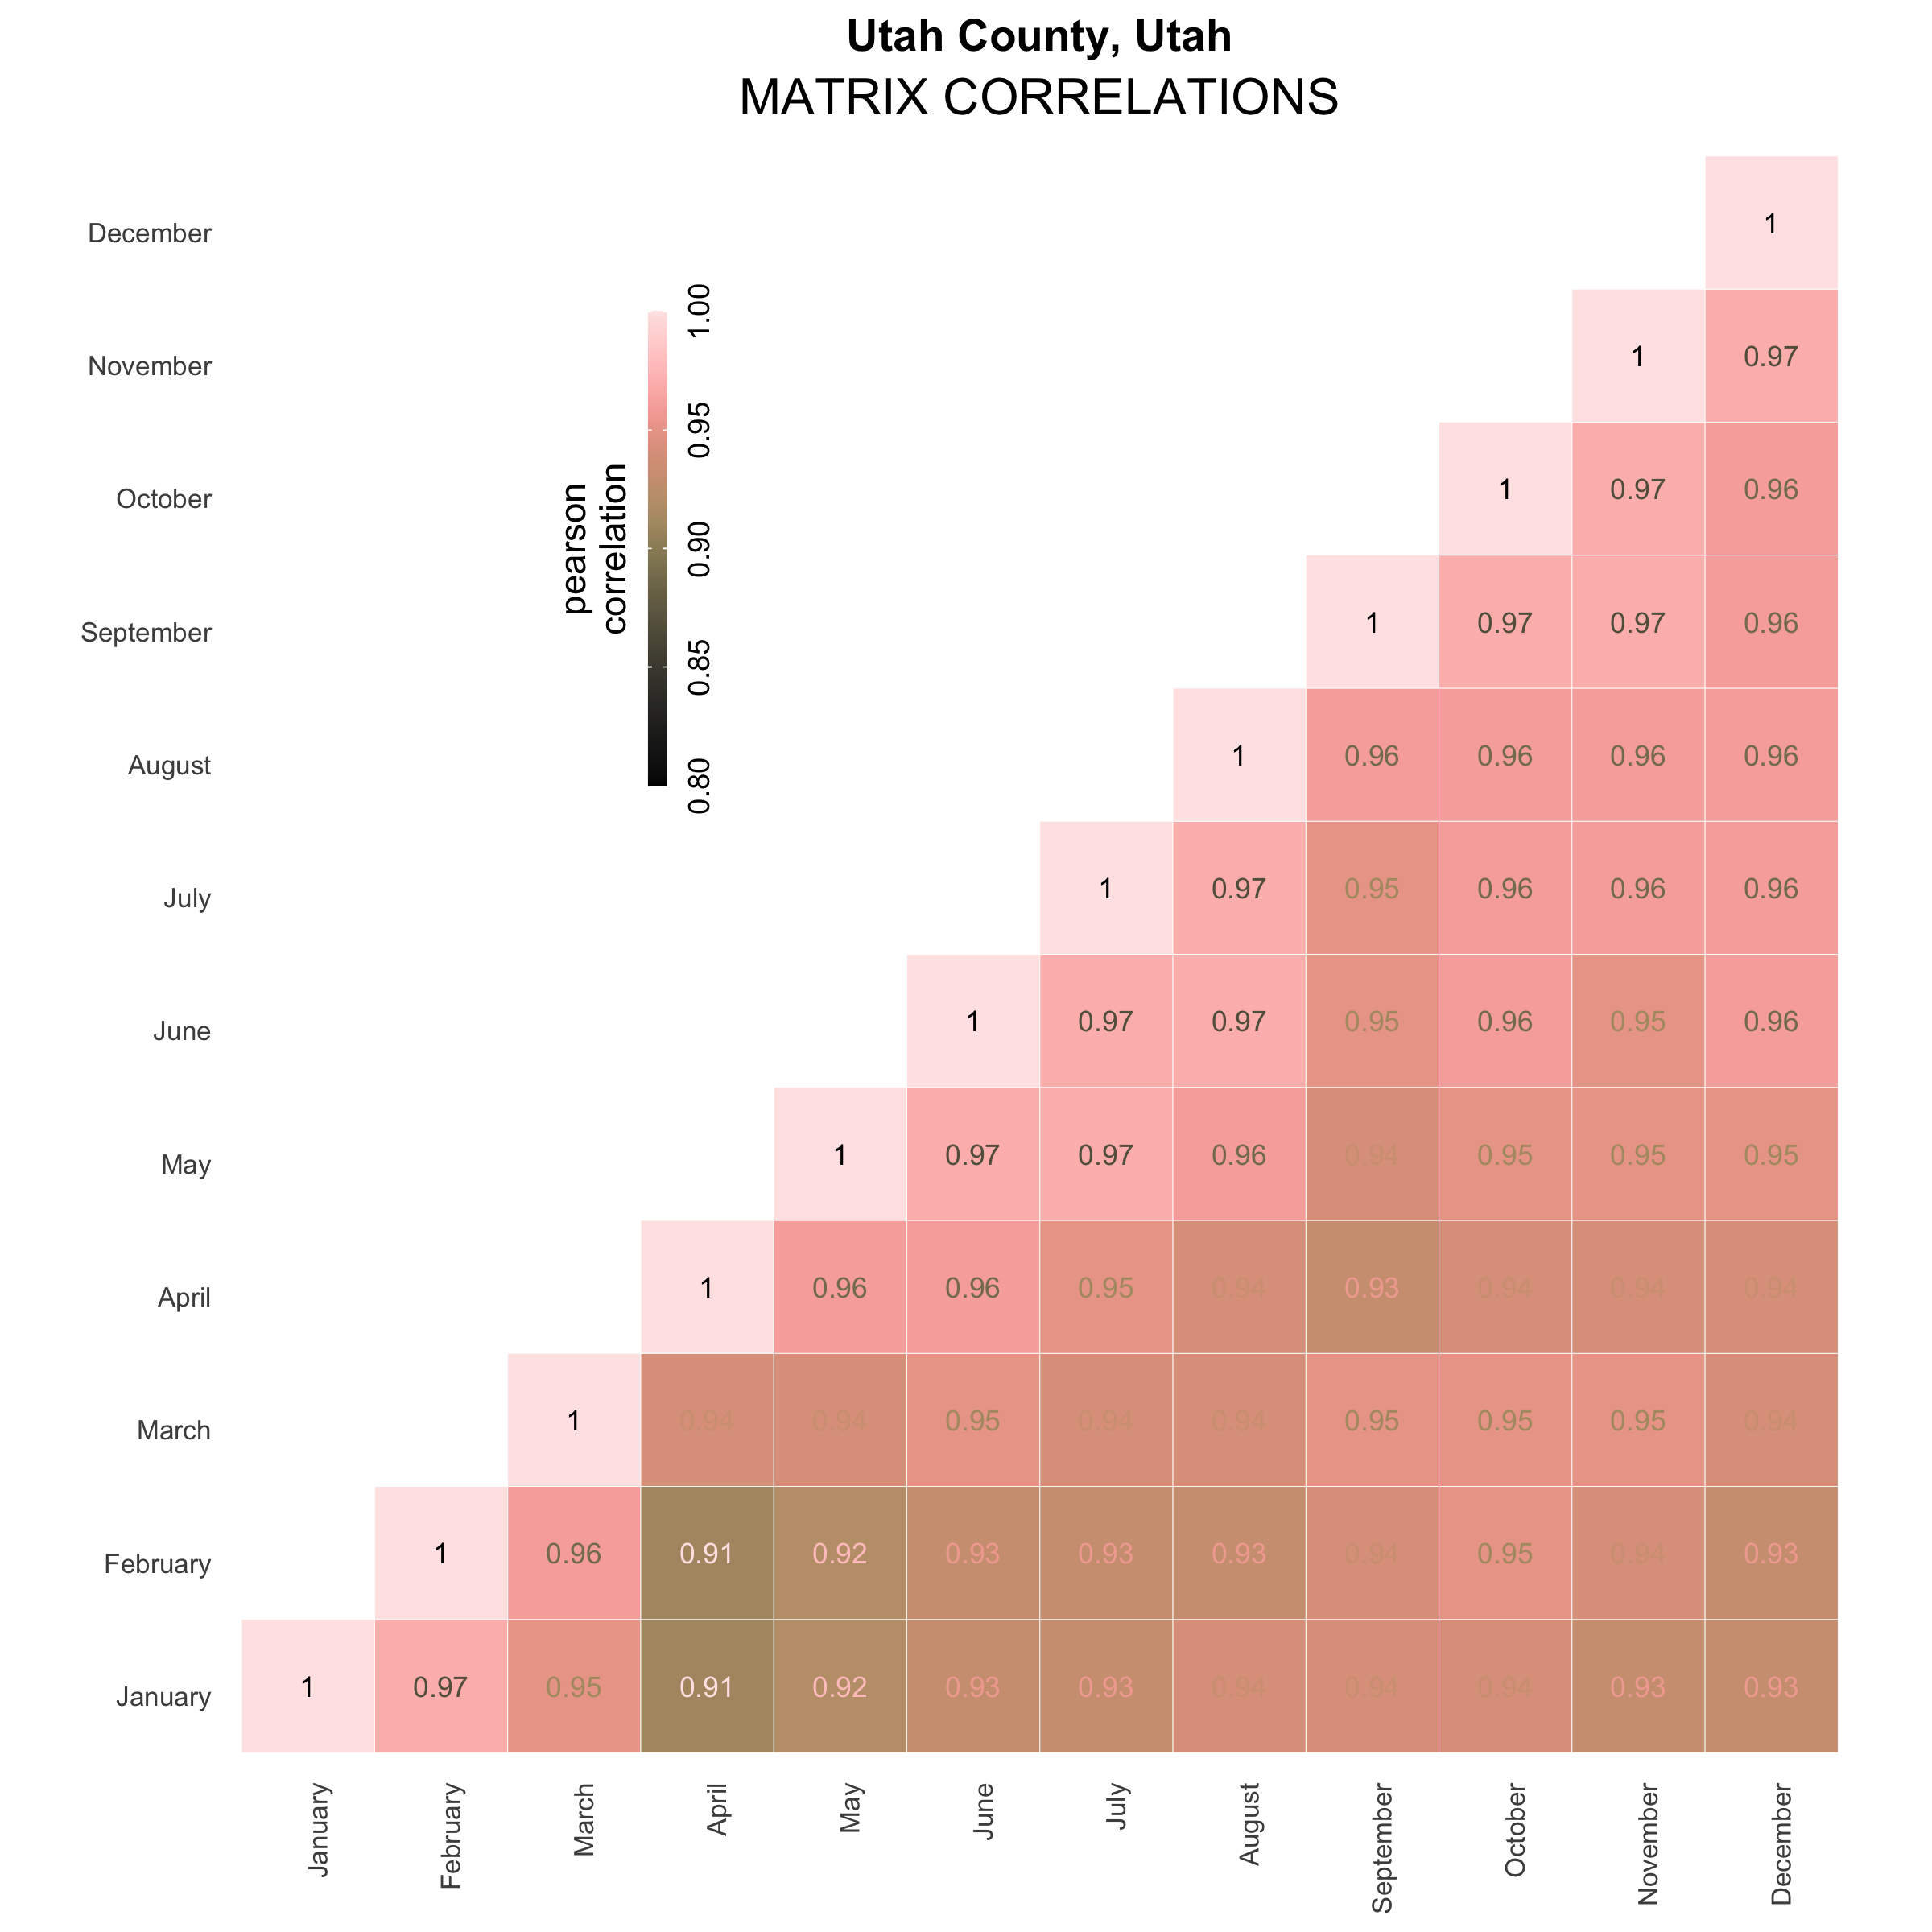 Utah County, Utah
MATRIX CORRELATIONS
pearson
correlation
1.00
0.95
0.90
0.85
0.80
December 1
November 1 0.97
October 1 0.97 0.96
September 1 0.97 0.97 0.96
August 1 0.96 0.96 0.96 0.96
July 1 0.97 0.95 0.96 0.96 0.96
June 1 0.97 0.97 0.95 0.96 0.95 0.96
May 1 0.97 0.97 0.96 0.94 0.95 0.95 0.95
April 1 0.96 0.96 0.95 0.94 0.93 0.94 0.94 0.94
March 1 0.94 0.94 0.95 0.94 0.94 0.95 0.95 0.95 0.94
February 1 0.96 0.91 0.92 0.93 0.93 0.93 0.94 0.95 0.94 0.93
January 1 0.97 0.95 0.91 0.92 0.93 0.93 0.94 0.94 0.94 0.93 0.93
January February March April May June July August September October November December